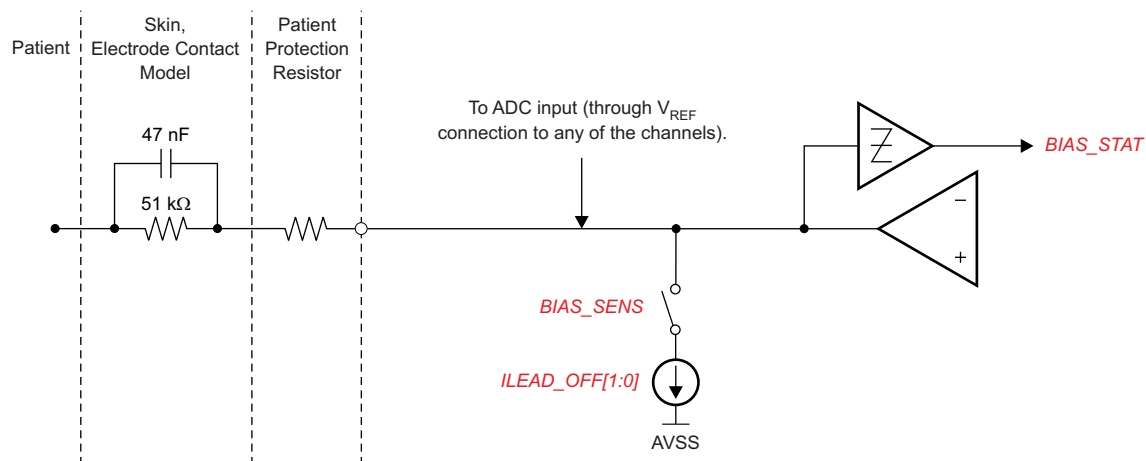 Patient
Skin,
Electrode Contact
Model
Patient
Protection
Resistor
47 nF
51 kΩ
To ADC input (through VREF
connection to any of the channels).
BIAS_STAT
−
+
BIAS_SENS
ILEAD_OFF[1:0]
AVSS